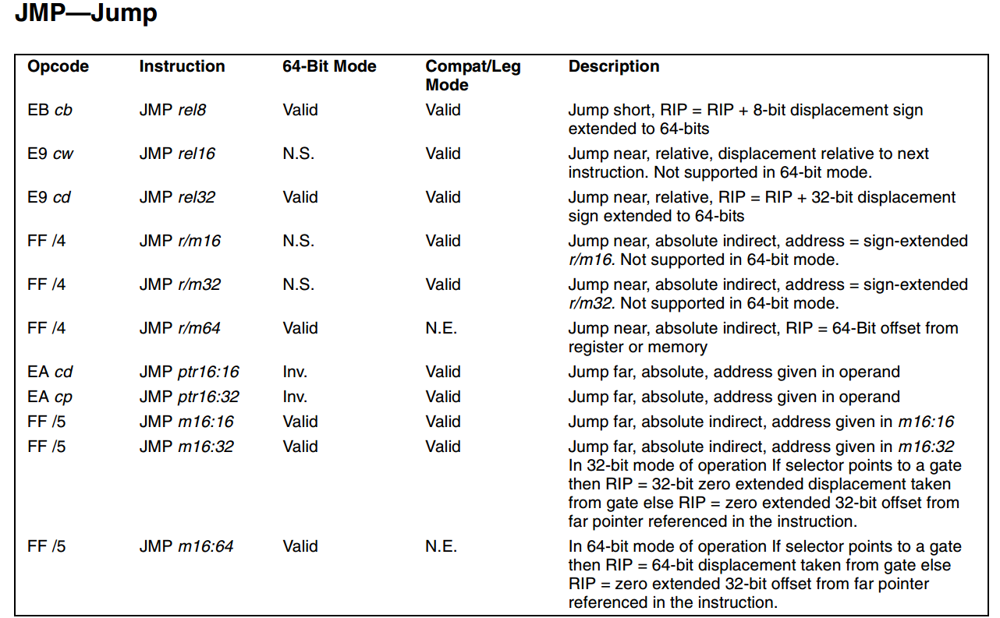 JMP—Jump
Opcode Instruction 64-Bit Mode Compat/Leg Mode Description
EB cb JMP rel8 Valid Valid Jump short, RIP = RIP + 8-bit displacement sign
extended to 64-bits
E9 cw JMP rel16 N.S. Valid Jump near, relative, displacement relative to next
instruction. Not supported in 64-bit mode.
E9 cd JMP rel32 Valid Valid Jump near, relative, RIP = RIP + 32-bit displacement
sign extended to 64-bits
FF /4 JMP r/m16 N.S. Valid Jump near, absolute indirect, address = sign-extended
r/m16. Not supported in 64-bit mode.
FF /4 JMP r/m32 N.S. Valid Jump near, absolute indirect, address = sign-extended
r/m32. Not supported in 64-bit mode.
FF /4 JMP r/m64 Valid N.E. Jump near, absolute indirect, RIP = 64-Bit offset from
register or memory
EA cd JMP ptr16:16 Inv. Valid Jump far, absolute, address given in operand
EA cp JMP ptr16:32 Inv. Valid Jump far, absolute, address given in operand
FF /5 JMP m16:16 Valid Valid Jump far, absolute indirect, address given in m16:16
FF /5 JMP m16:32 Valid Valid Jump far, absolute indirect, address given in m16:32
In 32-bit mode of operation If selector points to a gate
then RIP = 32-bit zero extended displacement taken
from gate else RIP = zero extended 32-bit offset from
far pointer referenced in the instruction.
FF /5 JMP m16:64 Valid N.E. In 64-bit mode of operation If selector points to a gate
then RIP = 64-bit displacement taken from gate else
RIP = zero extended 32-bit offset from far pointer
referenced in the instruction.